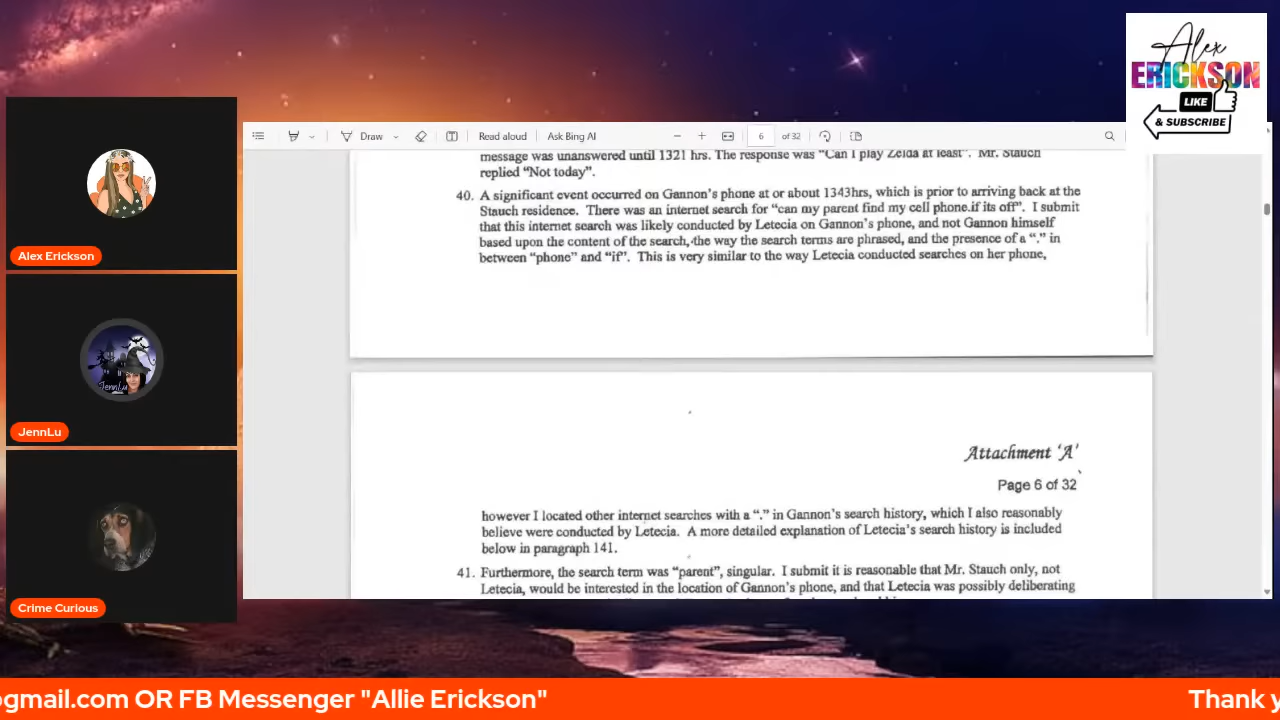 Alex
ERICKSON
LIKE
& SUBSCRIBE
Draw
Read aloud
Ask Bing AI
6
of 32
message was unanswered until 1321 hrs. The response was "Can I play Zelda at least". Mr. Stauch
replied "Not today".
40. A significant event occurred on Gannon's phone at or about 1343hrs, which is prior to arriving back at the
Stauch residence. There was an internet search for "can my parent find my cell phone.if its off". I submit
that this internet search was likely conducted by Letecia on Gannon's phone, and not Gannon himself
based upon the content of the search, the way the search terms are phrased, and the presence of a "." in
between "phone" and "if". This is very similar to the way Letecia conducted searches on her phone,
Attachment 'A'
Page 6 of 32
however I located other internet searches with a "." in Gannon's search history, which I also reasonably
believe were conducted by Letecia. A more detailed explanation of Letecia's search history is included
below in paragraph 141.
41. Furthermore, the search term was "parent", singular. I submit it is reasonable that Mr. Stauch only, not
Letecia, would be interested in the location of Gannon's phone, and that Letecia was possibly deliberating
Alex Erickson
JennLu
JennLu
Crime Curious
gmail.com OR FB Messenger "Allie Erickson"
Thank y